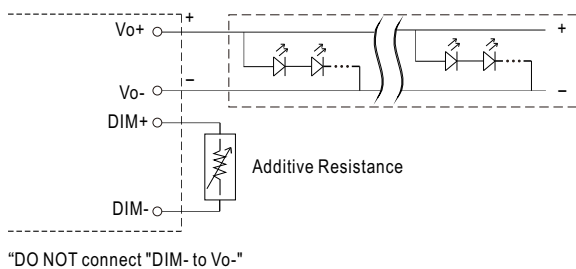 Vo+ + +
Vo- − −
DIM+
Additive Resistance
DIM-
“DO NOT connect "DIM- to Vo-"